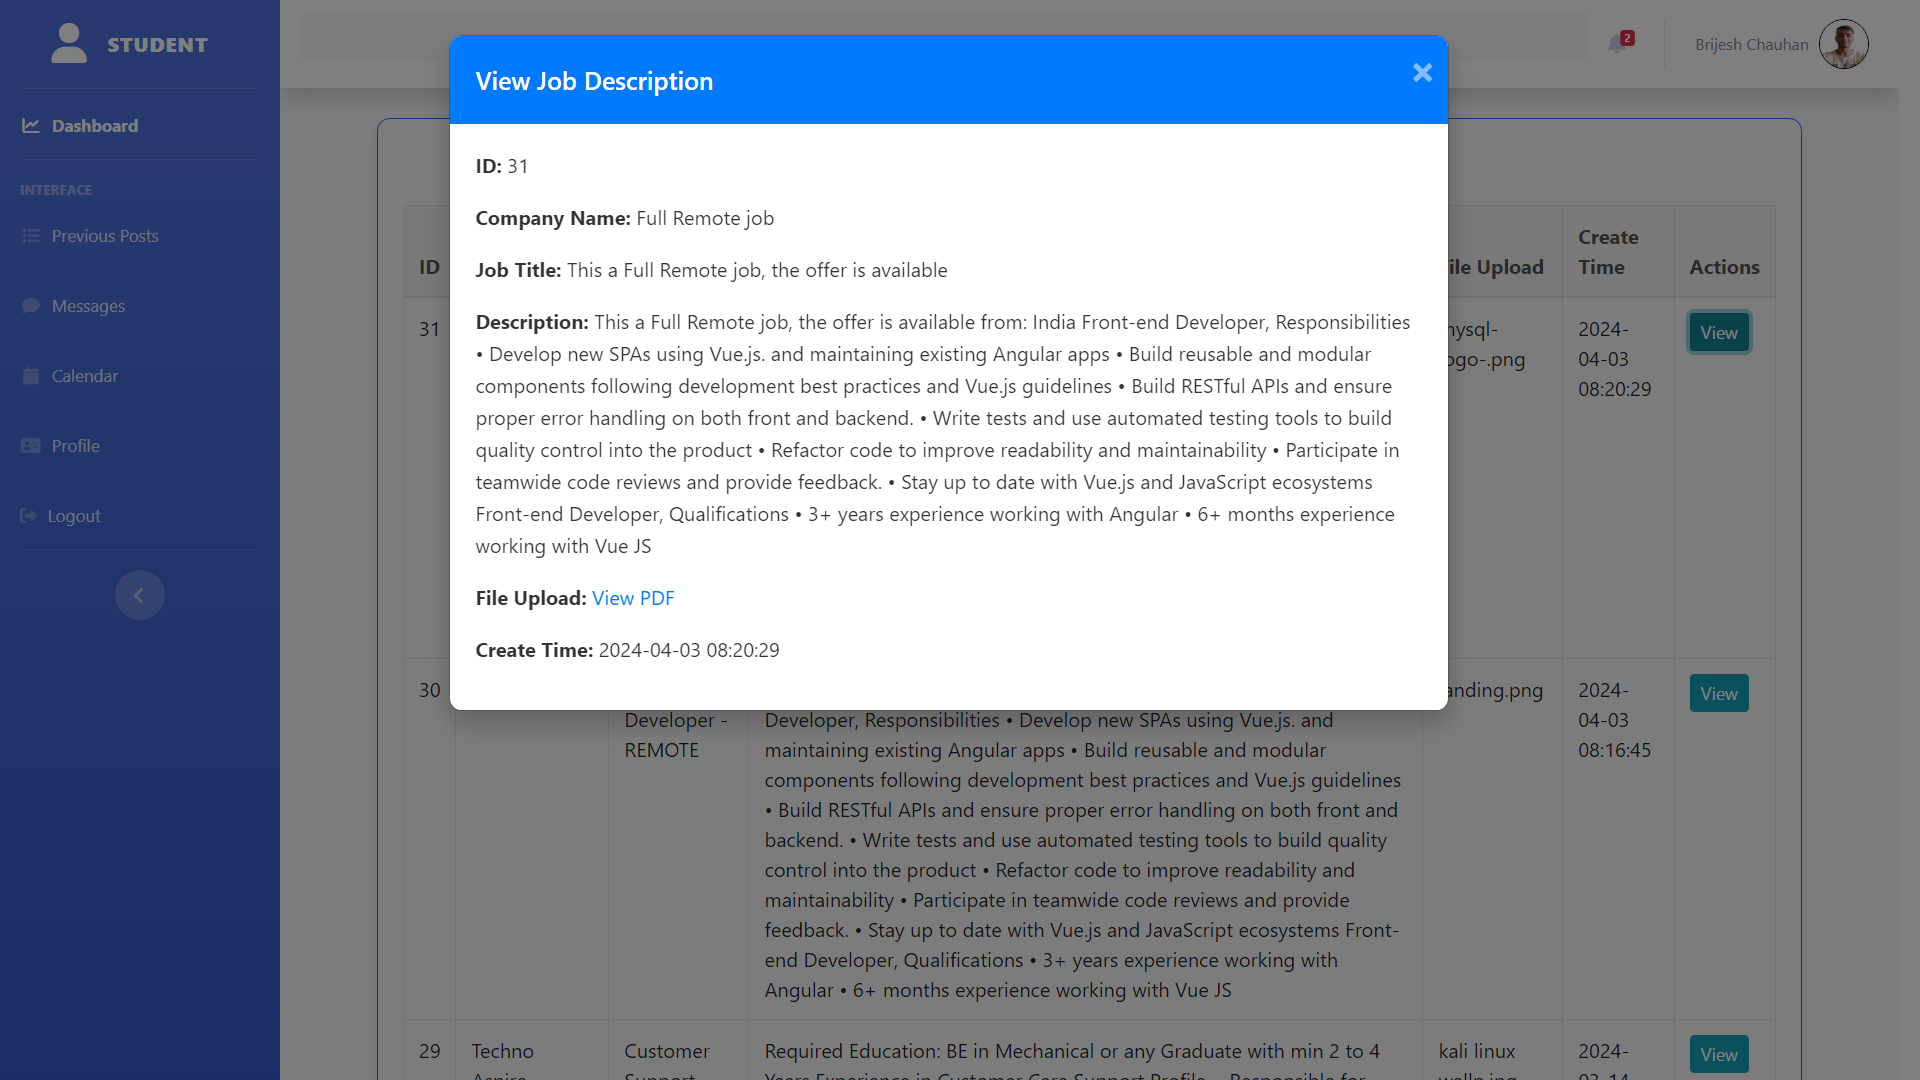 STUDENT
Dashboard
INTERFACE
Previous Posts
Messages
Calendar
Profile
Logout
2
Brijesh Chauhan
View Job Description
×
ID: 31
Company Name: Full Remote job
Job Title: This a Full Remote job, the offer is available
Description: This a Full Remote job, the offer is available from: India Front-end Developer, Responsibilities
• Develop new SPAs using Vue.js. and maintaining existing Angular apps • Build reusable and modular
components following development best practices and Vue.js guidelines • Build RESTful APIs and ensure
proper error handling on both front and backend. • Write tests and use automated testing tools to build
quality control into the product • Refactor code to improve readability and maintainability • Participate in
teamwide code reviews and provide feedback. • Stay up to date with Vue.js and JavaScript ecosystems
Front-end Developer, Qualifications • 3+ years experience working with Angular • 6+ months experience
working with Vue JS
File Upload: View PDF
Create Time: 2024-04-03 08:20:29
ID
Upload
Create
Time
Actions
31
2024-
04-03
08:20:29
View
30
Developer -
REMOTE
Developer, Responsibilities • Develop new SPAs using Vue.js. and
maintaining existing Angular apps • Build reusable and modular
components following development best practices and Vue.js guidelines
• Build RESTful APIs and ensure proper error handling on both front and
backend. • Write tests and use automated testing tools to build quality
control into the product • Refactor code to improve readability and
maintainability • Participate in teamwide code reviews and provide
feedback. • Stay up to date with Vue.js and JavaScript ecosystems Front-
end Developer, Qualifications • 3+ years experience working with
Angular • 6+ months experience working with Vue JS
anding.png
2024-
04-03
08:16:45
View
29
Techno
Customer
Required Education: BE in Mechanical or any Graduate with min 2 to 4
kali linux
2024-
View